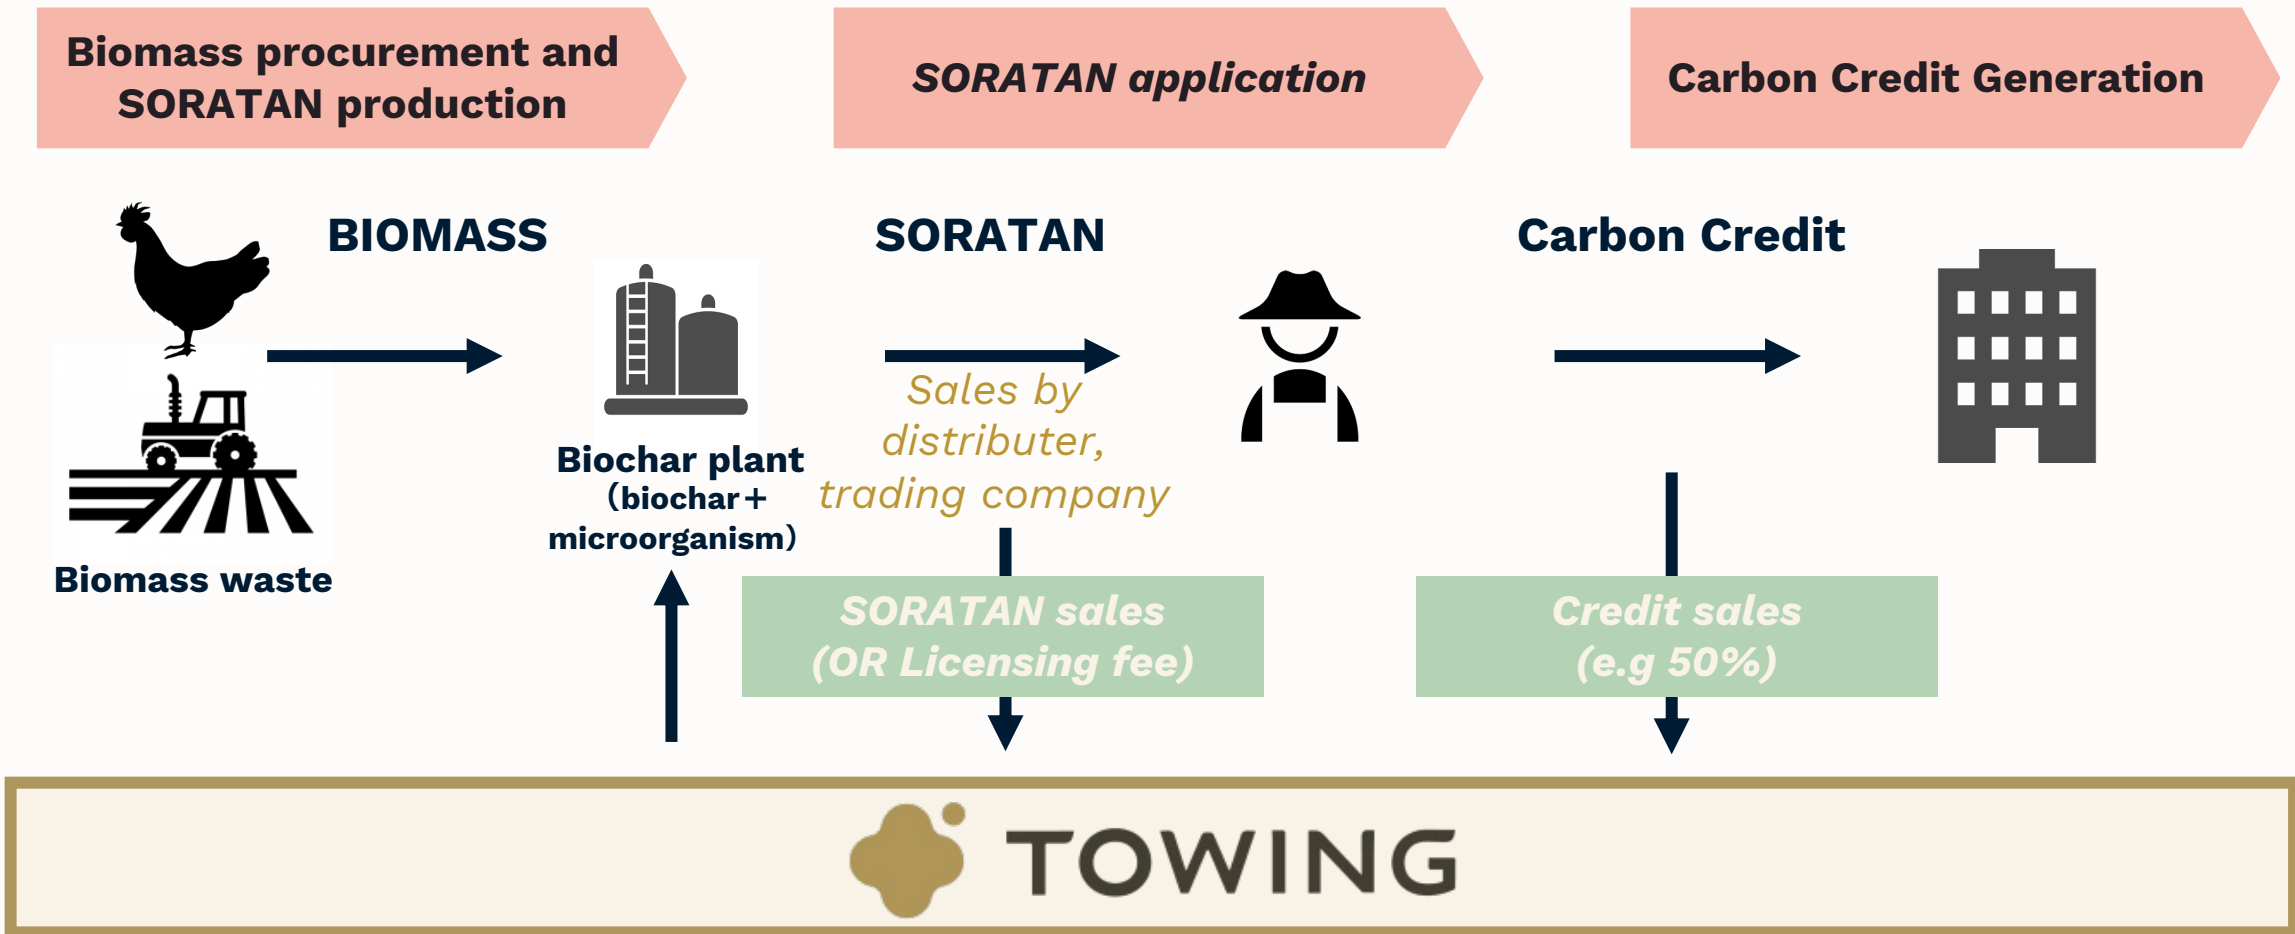 Biomass procurement and
SORATAN production
SORATAN application
Carbon Credit Generation
BIOMASS
SORATAN
Carbon Credit
Sales by
distributer,
trading company
Biochar plant
（biochar＋
microorganism）
Biomass waste
SORATAN sales
(OR Licensing fee)
Credit sales
(e.g 50%)
TOWING